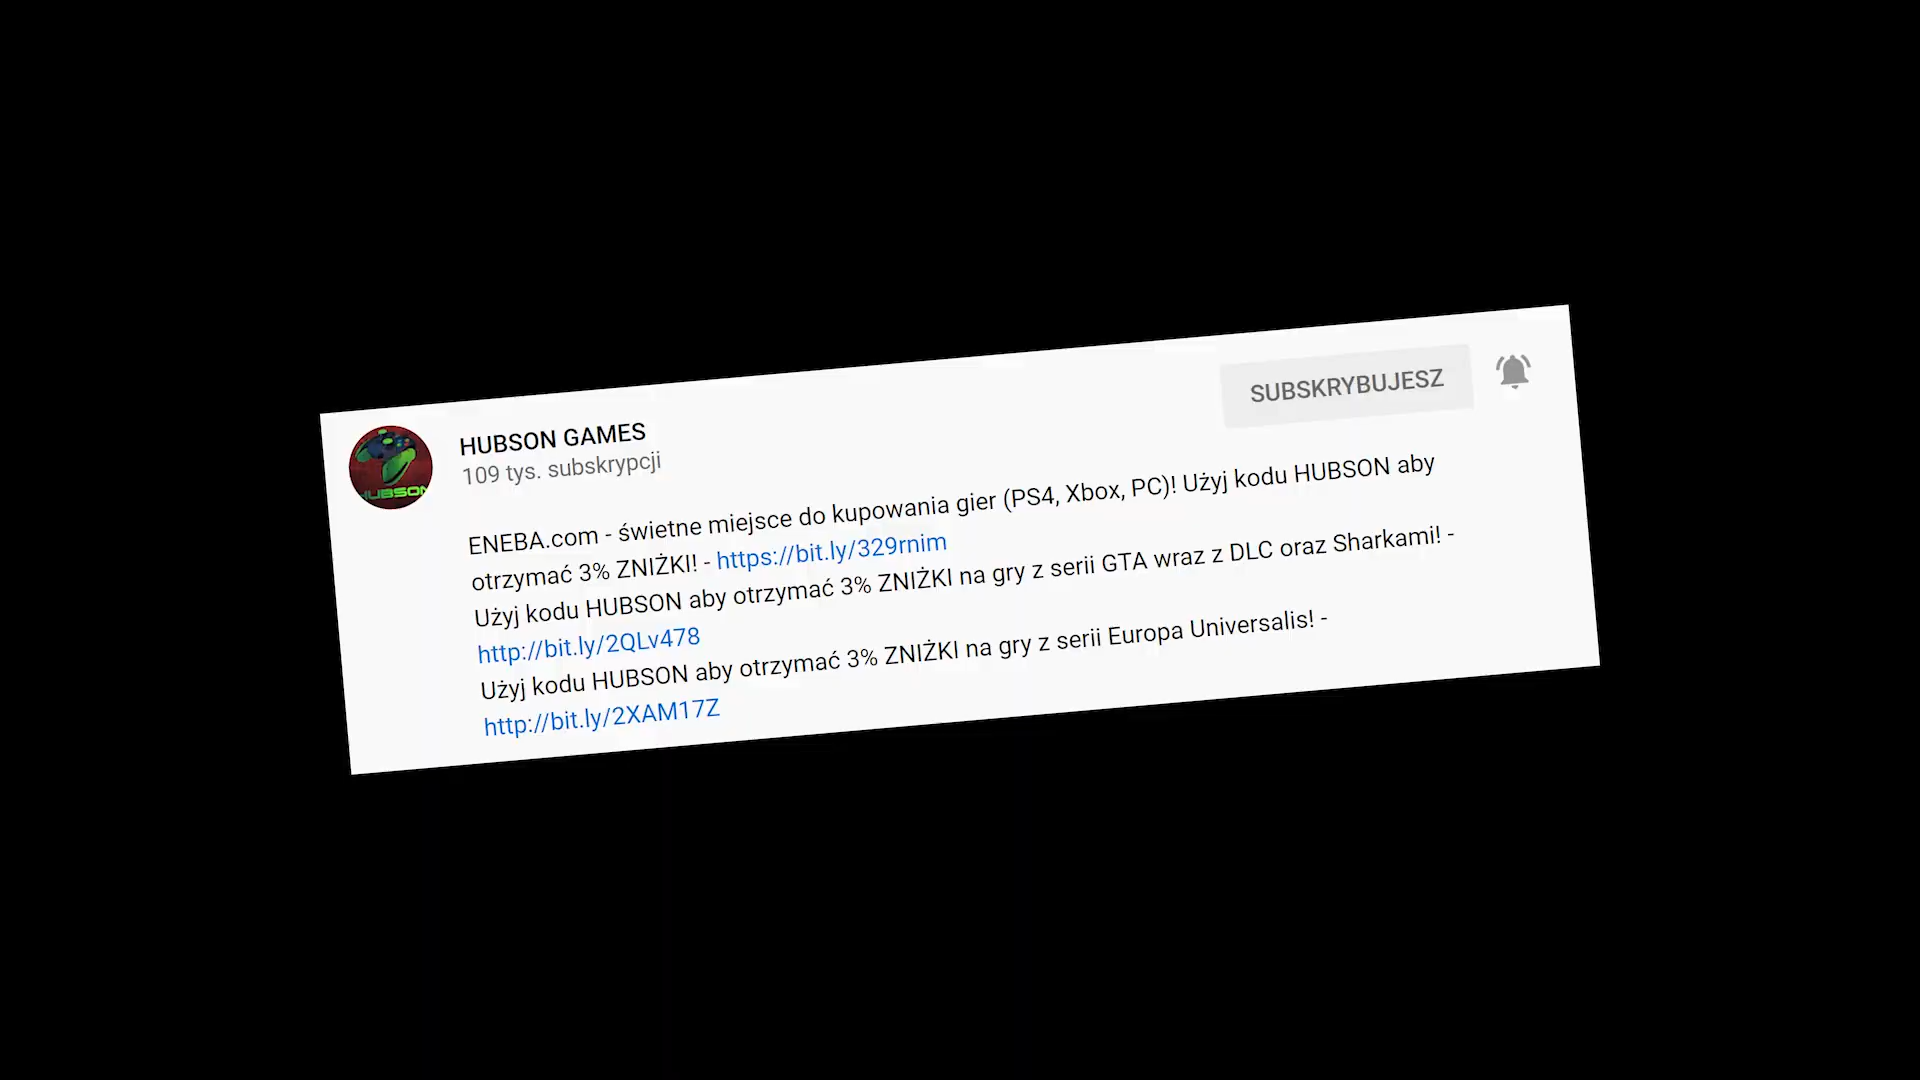 HUBSON
HUBSON GAMES
109 tys. subskrypcji
SUBSKRYBUJESZ
ENEBA.com - świetne miejsce do kupowania gier (PS4, Xbox, PC)! Użyj kodu HUBSON aby
otrzymać 3% ZNIŻKI! - https://bit.ly/329rnim
Użyj kodu HUBSON aby otrzymać 3% ZNIŻKI na gry z serii GTA wraz z DLC oraz Sharkami! -
http://bit.ly/2QLv478
Użyj kodu HUBSON aby otrzymać 3% ZNIŻKI na gry z serii Europa Universalis! -
http://bit.ly/2XAM17Z